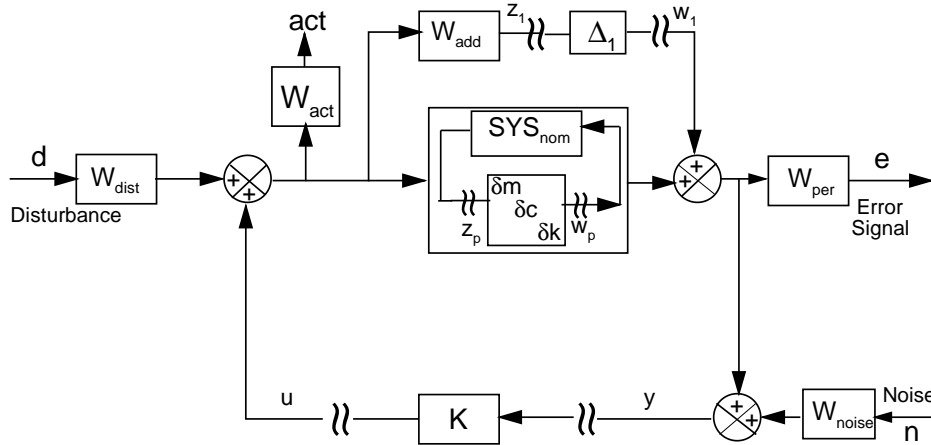 act
z1
w1
Wadd
Δ1
Wact
SYSnom
d
Wdist
+
+
δm
δc
δk
zp
wp
+
+
Wper
e
Disturbance
Error
Signal
u
K
y
+
+
Wnoise
Noise
n